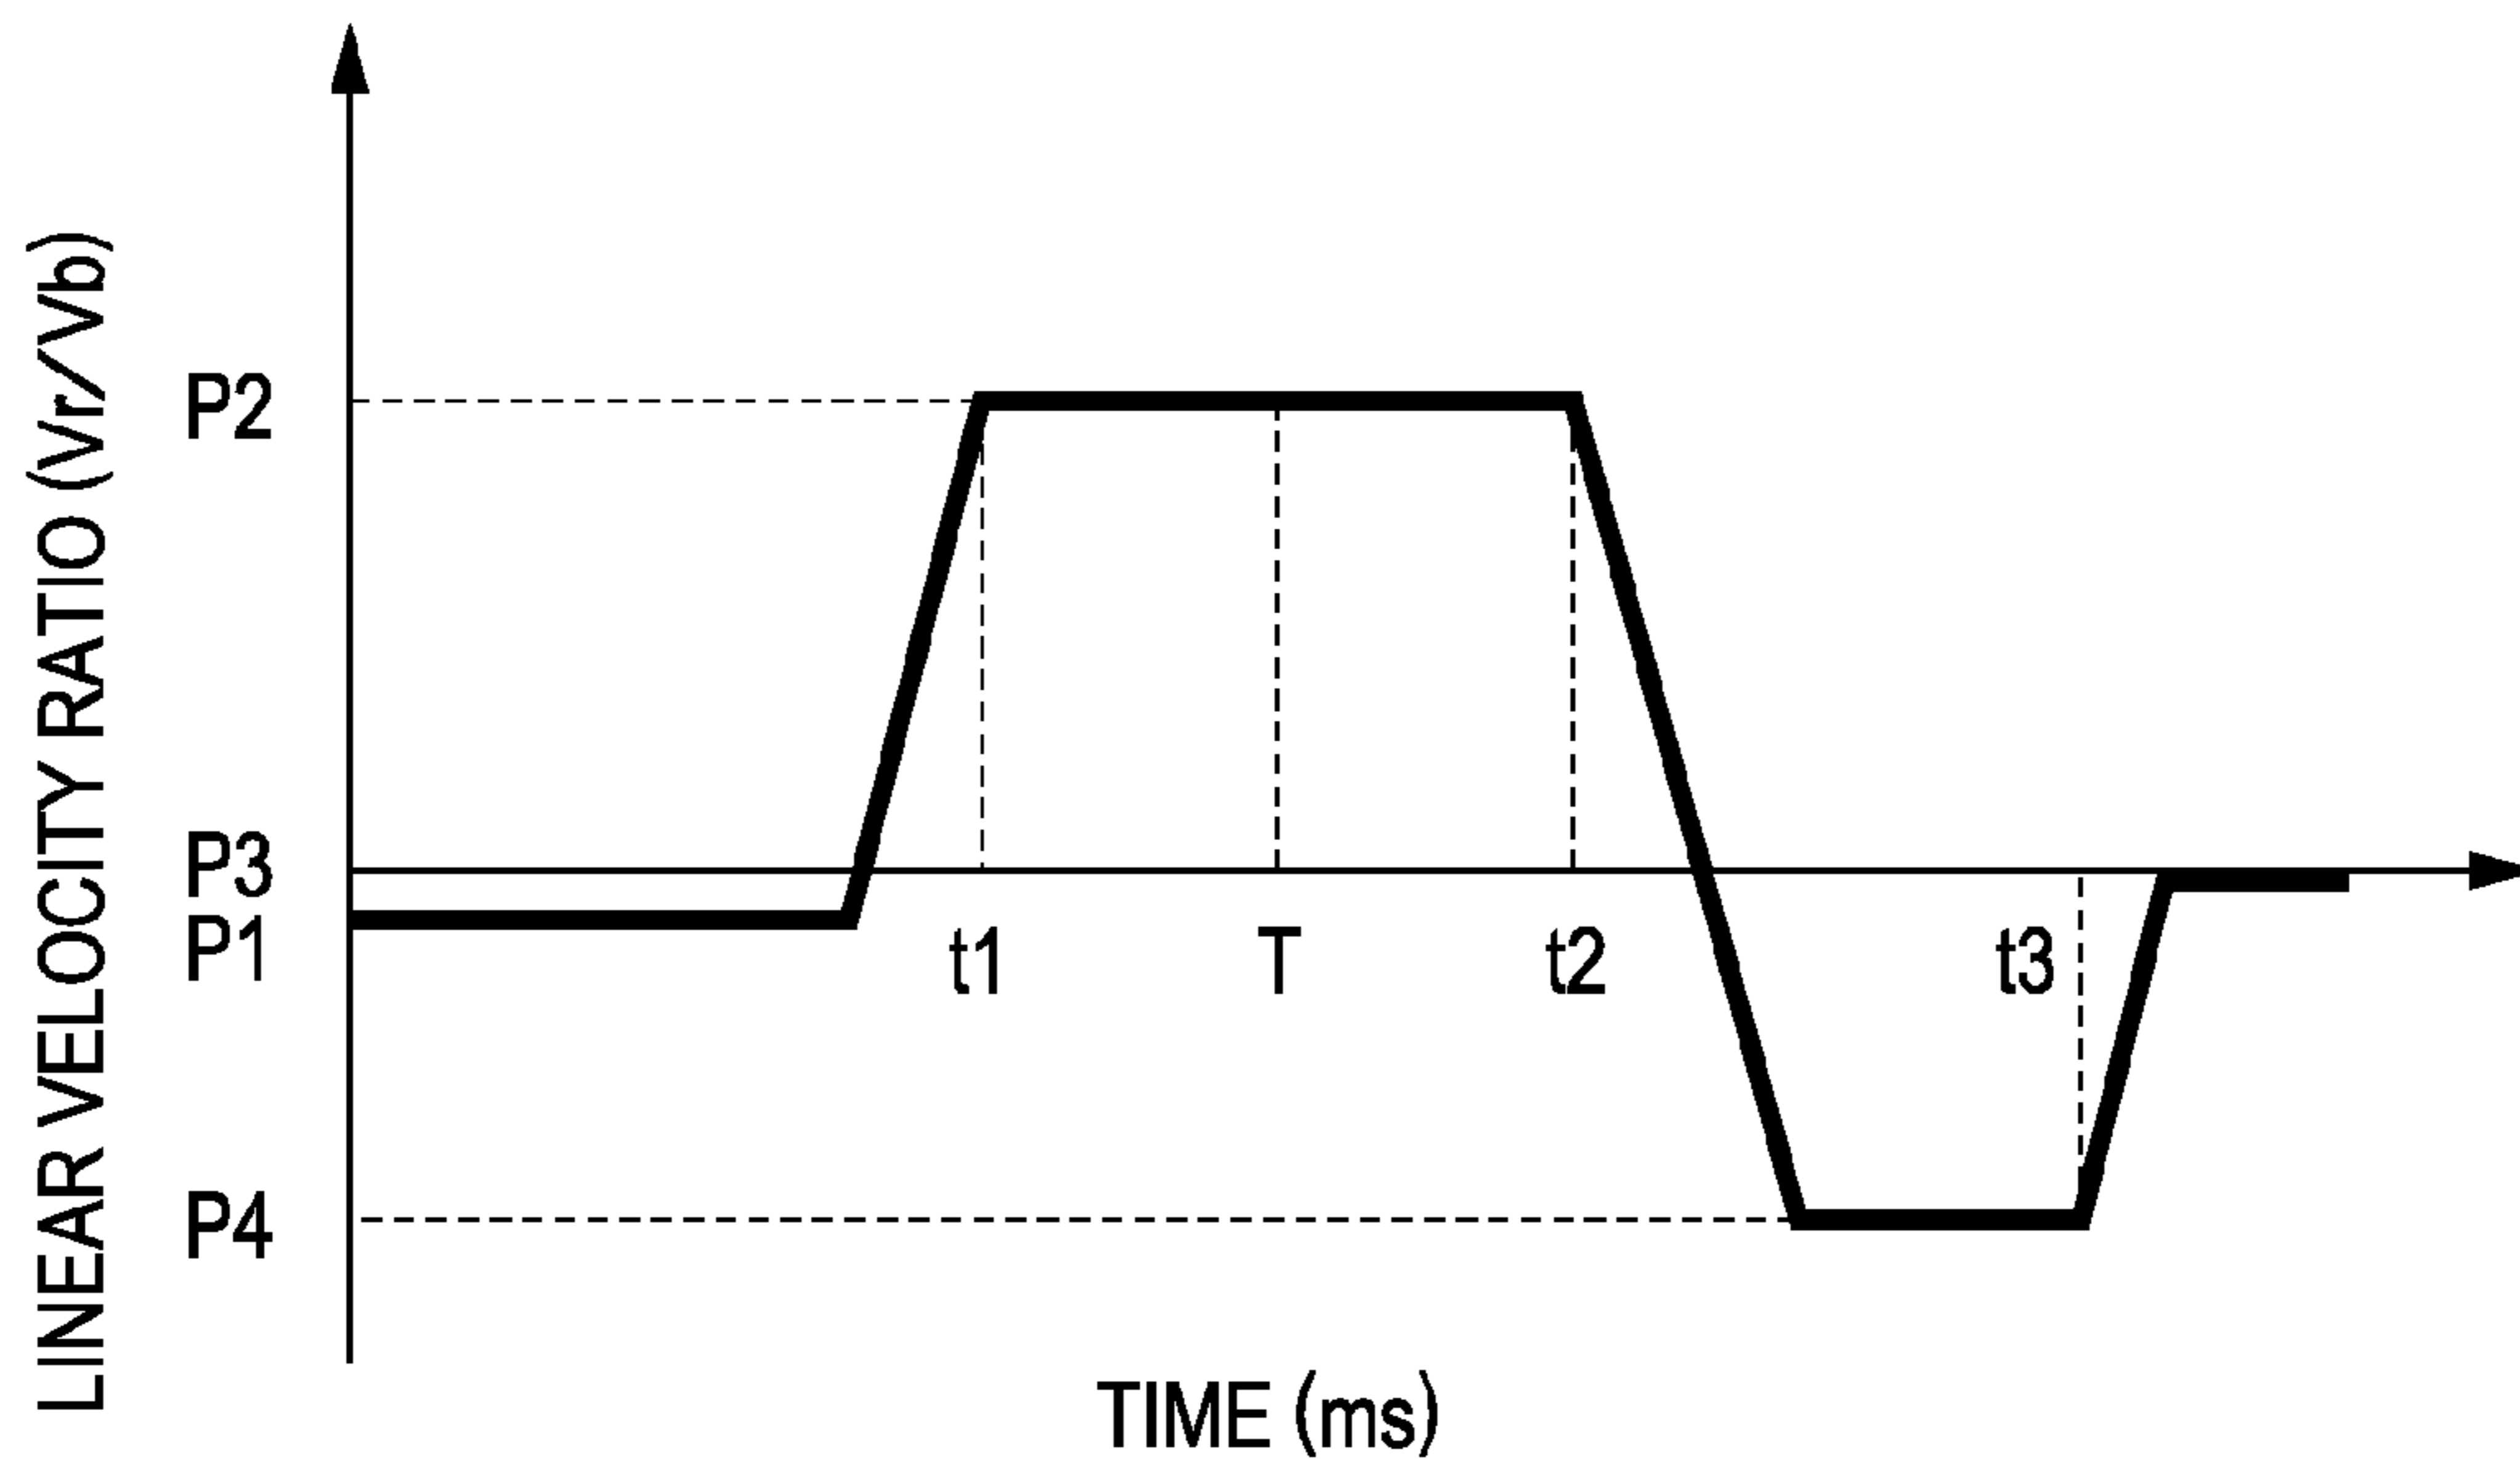 LINEAR VELOCITY RATIO (Vr/Vb)
P2
P3
P1
t1 T t2 t3
P4
TIME (ms)